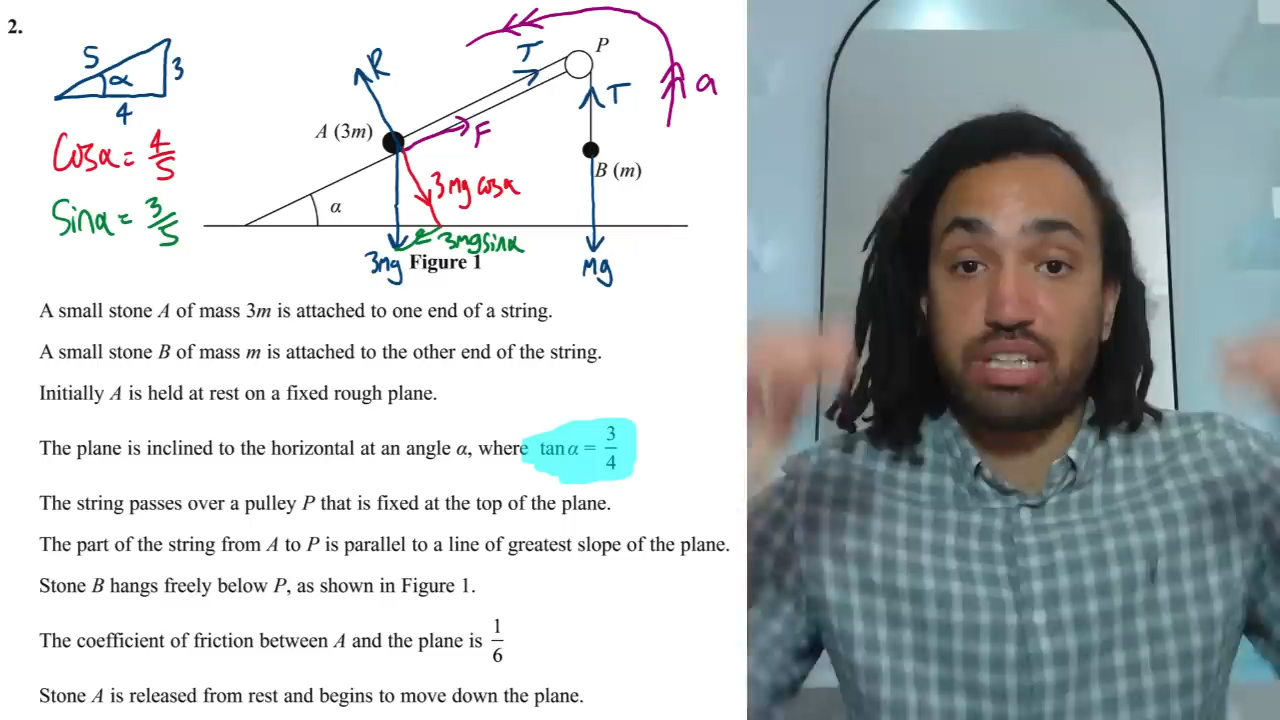 2.
5
α
3
4
Cosα = 4/5
Sinα = 3/5
R
T
P
a
T
A (3m)
F
B (m)
3Mg cosα
α
3mgsinα
3Mg
Figure 1
Mg
A small stone A of mass 3m is attached to one end of a string.
A small stone B of mass m is attached to the other end of the string.
Initially A is held at rest on a fixed rough plane.
The plane is inclined to the horizontal at an angle α, where tan α = 3/4
The string passes over a pulley P that is fixed at the top of the plane.
The part of the string from A to P is parallel to a line of greatest slope of the plane.
Stone B hangs freely below P, as shown in Figure 1.
The coefficient of friction between A and the plane is 1/6
Stone A is released from rest and begins to move down the plane.